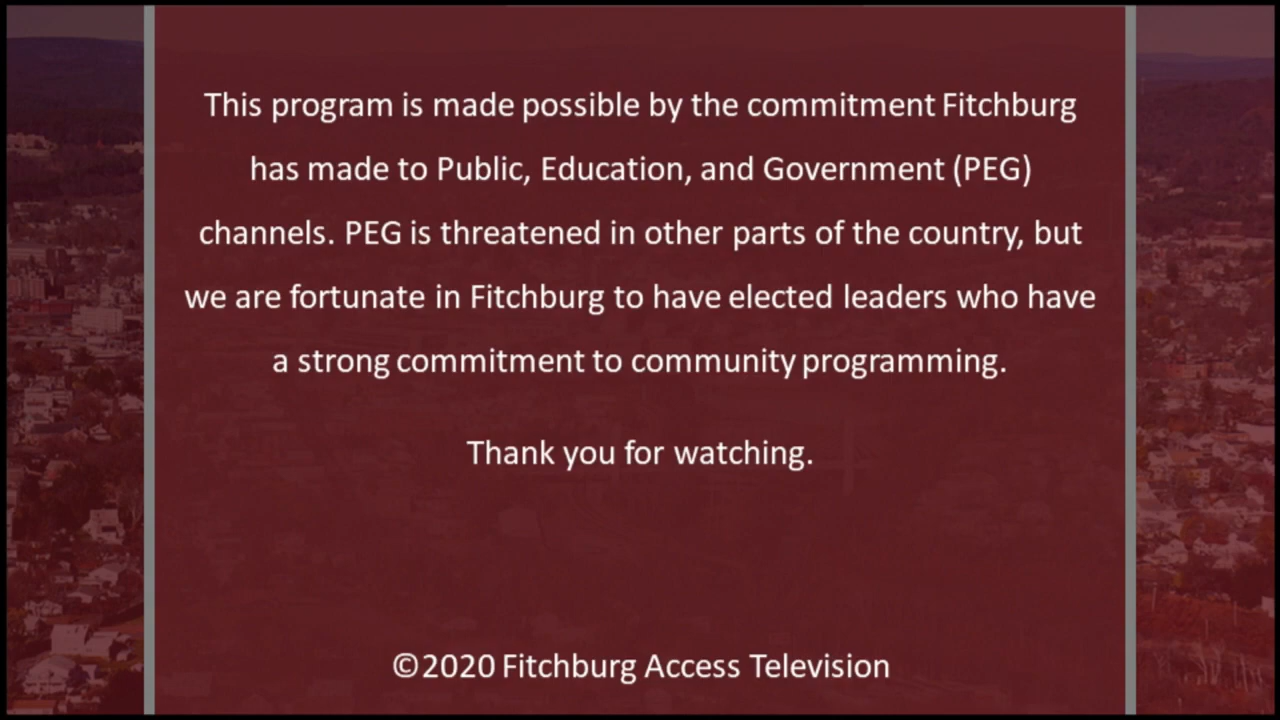 This program is made possible by the commitment Fitchburg
has made to Public, Education, and Government (PEG)
channels. PEG is threatened in other parts of the country, but
we are fortunate in Fitchburg to have elected leaders who have
a strong commitment to community programming.
Thank you for watching.
©2020 Fitchburg Access Television